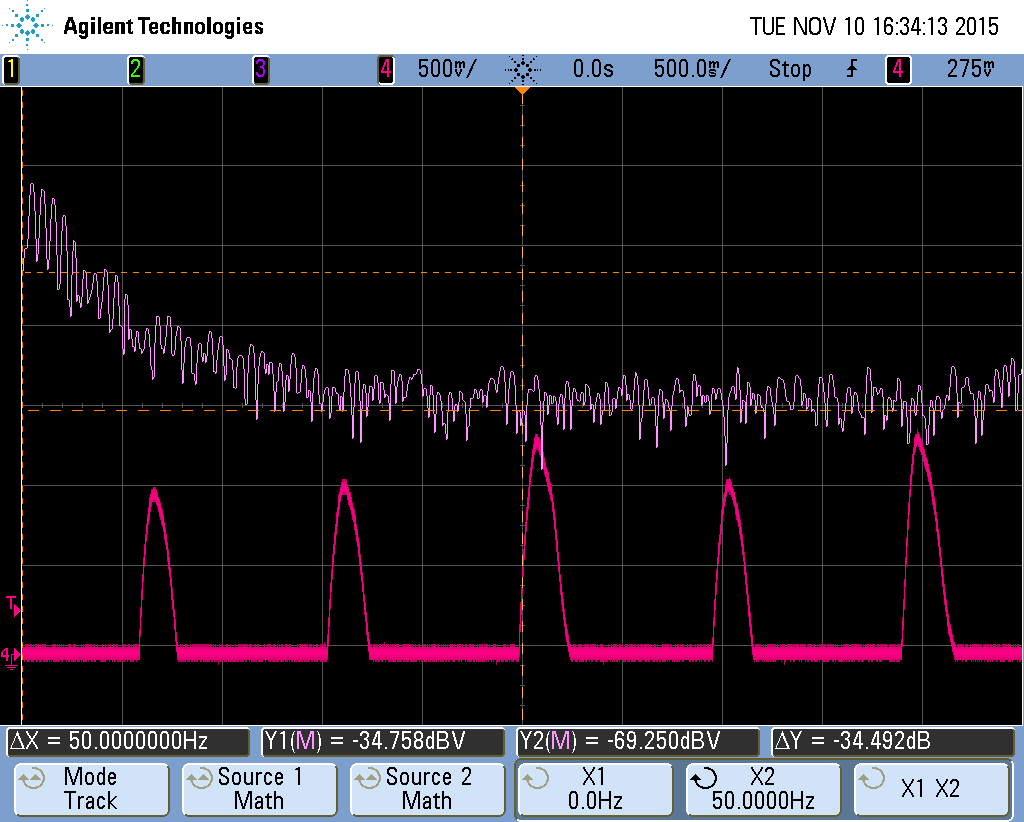 Agilent Technologies TUE NOV 10 16:34:13 2015
1 2 3 4 500mV/ 0.0s 500.0ms/ Stop 4 275mV
T
4
ΔX = 50.0000000Hz Y1(M) = -34.758dBV Y2(M) = -69.250dBV ΔY = -34.492dB
Mode Source 1 Source 2 X1 X2 X1 X2
Track Math Math 0.0Hz 50.0000Hz